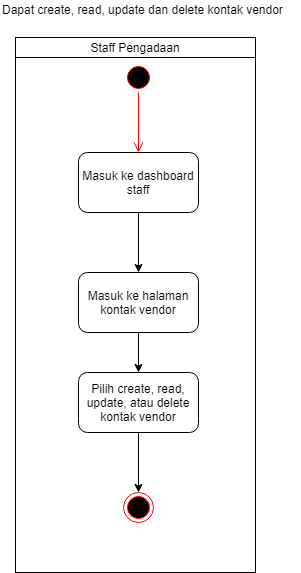 Dapat create, read, update dan delete kontak vendor
Staff Pengadaan
Masuk ke dashboard
staff
Masuk ke halaman
kontak vendor
Pilih create, read,
update, atau delete
kontak vendor